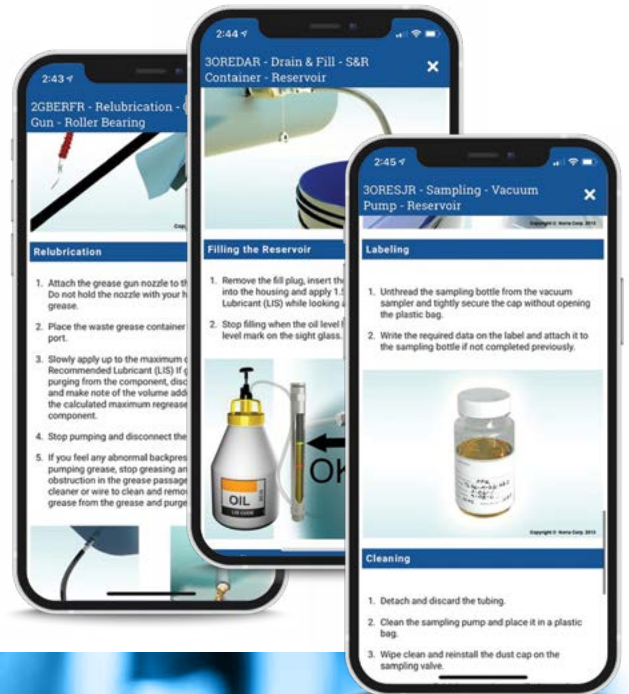 2:43
2GBERFR - Relubrication -
Gun - Roller Bearing
Relubrication
1. Attach the grease gun nozzle to th
Do not hold the nozzle with your h
grease.
2. Place the waste grease container
port.
3. Slowly apply up to the maximum
Recommended Lubricant (LIS) If g
purging from the component, disc
and make note of the volume adde
the calculated maximum regrease
component.
4. Stop pumping and disconnect the
5. If you feel any abnormal backpres
pumping grease, stop greasing an
obstruction in the grease passage
cleaner or wire to clean and remo
grease from the grease and purge
2:44
3OREDAR - Drain & Fill - S&R
Container - Reservoir
Filling the Reservoir
1. Remove the fill plug, insert the
into the housing and apply 1.5
Lubricant (LIS) while looking a
2. Stop filling when the oil level
level mark on the sight glass.
OIL
LIS CODE
OK
2:45
3ORESJR - Sampling - Vacuum
Pump - Reservoir
Copyright © Noria Corp. 2013
Labeling
1. Unthread the sampling bottle from the vacuum
sampler and tightly secure the cap without opening
the plastic bag.
2. Write the required data on the label and attach it to
the sampling bottle if not completed previously.
Copyright © Noria Corp. 2013
Cleaning
1. Detach and discard the tubing.
2. Clean the sampling pump and place it in a plastic
bag.
3. Wipe clean and reinstall the dust cap on the
sampling valve.